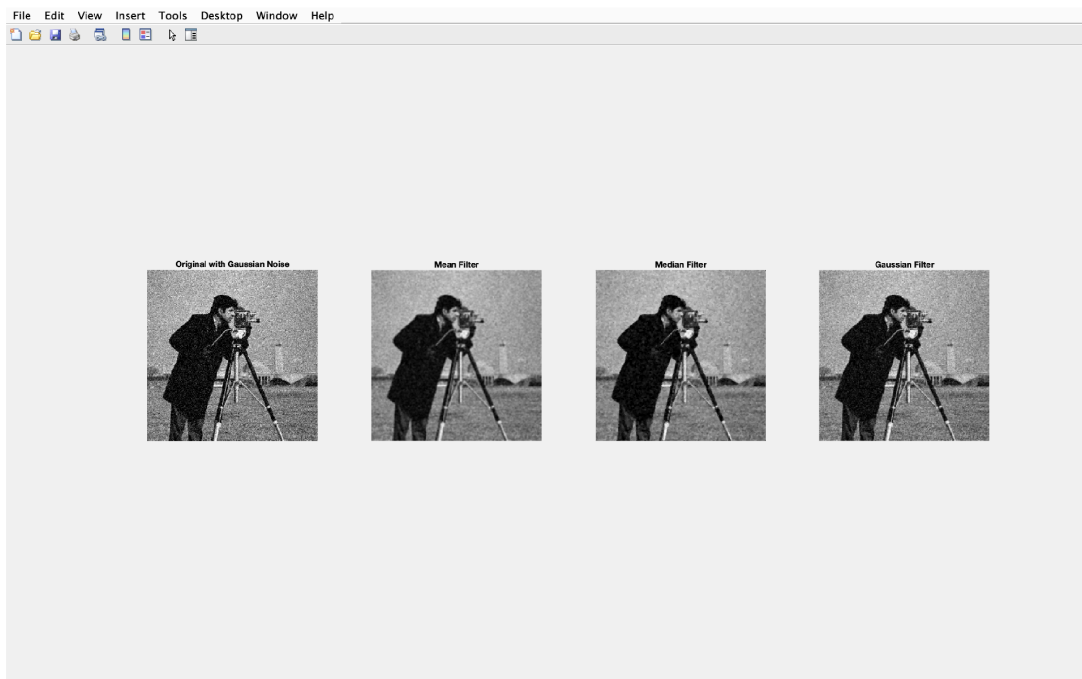 File Edit View Insert Tools Desktop Window Help
Original with Gaussian Noise
Mean Filter
Median Filter
Gaussian Filter